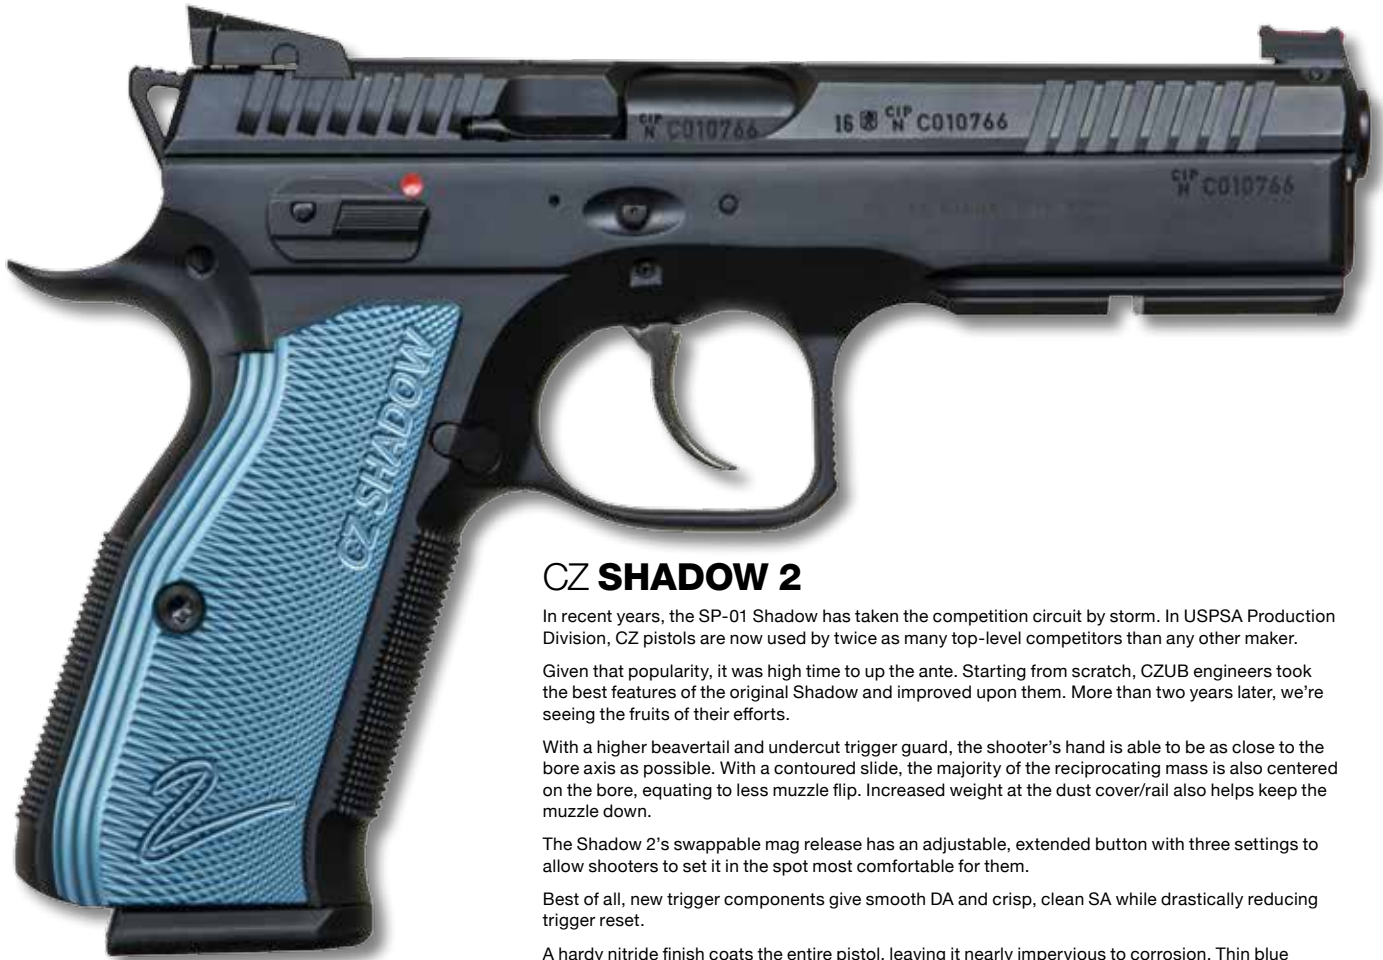 CIP
N C010766
16 CIP
N C010766
CIP
N C010766
CZ SHADOW
2
CZ SHADOW 2
In recent years, the SP-01 Shadow has taken the competition circuit by storm. In USPSA Production
Division, CZ pistols are now used by twice as many top-level competitors than any other maker.
Given that popularity, it was high time to up the ante. Starting from scratch, CZUB engineers took
the best features of the original Shadow and improved upon them. More than two years later, we’re
seeing the fruits of their efforts.
With a higher beavertail and undercut trigger guard, the shooter’s hand is able to be as close to the
bore axis as possible. With a contoured slide, the majority of the reciprocating mass is also centered
on the bore, equating to less muzzle flip. Increased weight at the dust cover/rail also helps keep the
muzzle down.
The Shadow 2’s swappable mag release has an adjustable, extended button with three settings to
allow shooters to set it in the spot most comfortable for them.
Best of all, new trigger components give smooth DA and crisp, clean SA while drastically reducing
trigger reset.
A hardy nitride finish coats the entire pistol, leaving it nearly impervious to corrosion. Thin blue